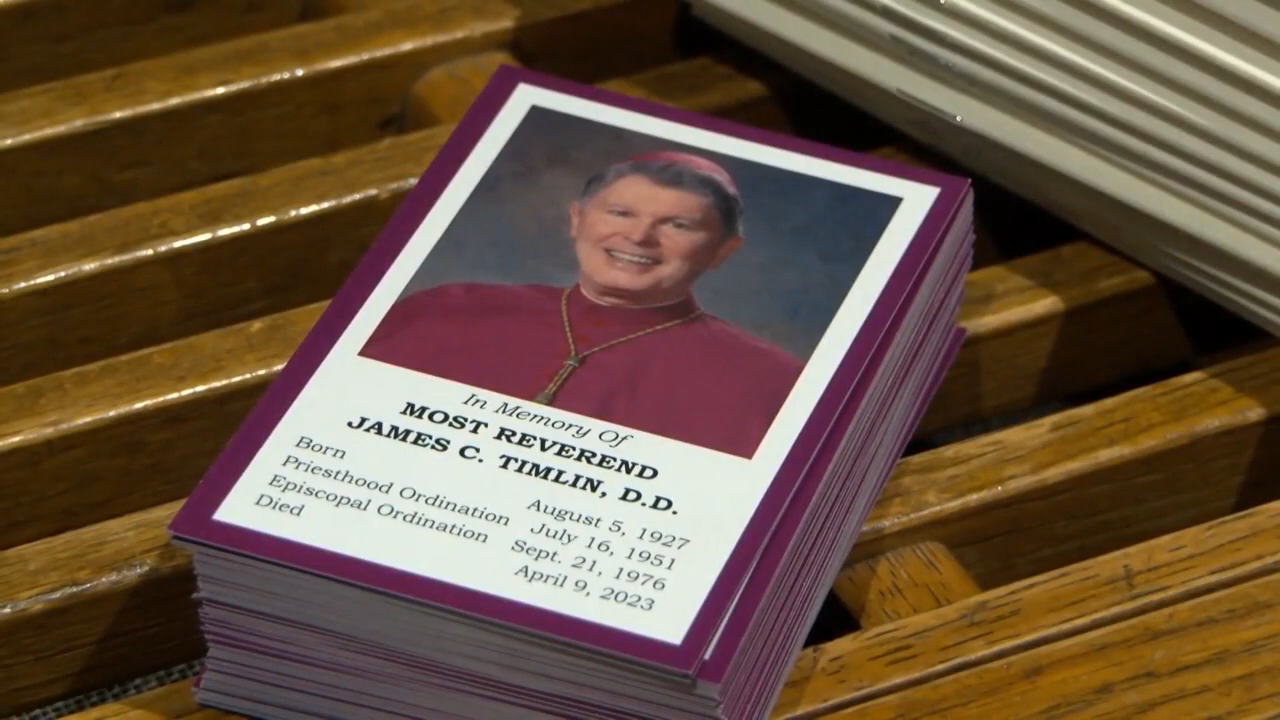 In Memory Of
MOST REVEREND
JAMES C. TIMLIN, D.D.
Born August 5, 1927
Priesthood Ordination July 16, 1951
Episcopal Ordination Sept. 21, 1976
Died April 9, 2023